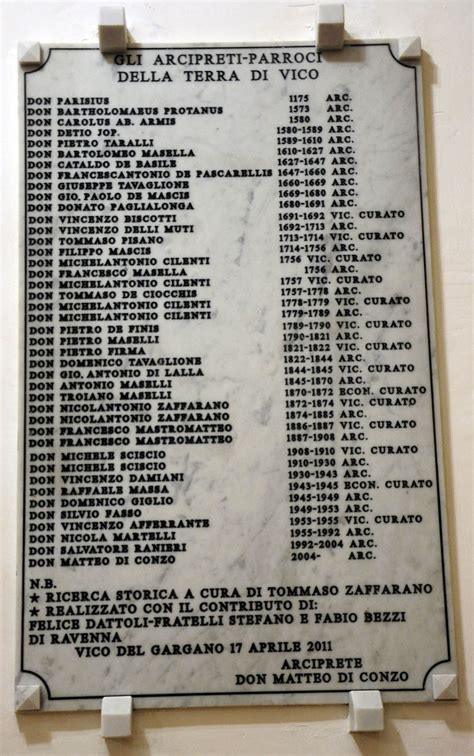 GLI ARCIPRETI-PARROCI
DELLA TERRA DI VICO
DON PARISIUS 1175 ARC.
DON BARTHOLOMAEUS PROTANUS 1573 ARC.
DON CAROLUS AB. ARMIS 1580 ARC.
DON DETIO JOP. 1580-1589 ARC.
DON PIETRO TARALLI 1589-1610 ARC.
DON BARTOLOMEO MASELLA 1610-1627 ARC.
DON CATALDO DE BASILE 1627-1647 ARC.
DON FRANCESCANTONIO DE PASCARELLIS 1647-1660 ARC.
DON GIUSEPPE TAVAGLIONE 1660-1669 ARC.
DON GIO. PAOLO DE MASCIS 1669-1680 ARC.
DON DONATO PAGLIALONGA 1680-1691 ARC.
DON VINCENZO BISCOTTI 1691-1692 VIC. CURATO
DON VINCENZO DELLI MUTI 1692-1713 ARC.
DON TOMMASO PISANO 1713-1714 VIC. CURATO
DON FILIPPO MASCIS 1714-1756 ARC.
DON MICHELANTONIO CILENTI 1756 VIC. CURATO
DON FRANCESCO MASELLA 1756 ARC.
DON MICHELANTONIO CILENTI 1757 VIC. CURATO
DON TOMMASO DE CIOCCHIS 1757-1778 ARC.
DON MICHELANTONIO CILENTI 1778-1779 VIC. CURATO
DON MICHELANTONIO CILENTI 1779-1789 ARC.
DON PIETRO DE FINIS 1789-1790 VIC. CURATO
DON PIETRO MASELLI 1790-1821 ARC.
DON PIETRO FIRMA 1821-1822 VIC. CURATO
DON DOMENICO TAVAGLIONE 1822-1844 ARC.
DON GIO. ANTONIO DI LALLA 1844-1845 VIC. CURATO
DON ANTONIO MASELLI 1845-1870 ARC.
DON TROIANO MASELLI 1870-1872 ECON. CURATO
DON NICOLANTONIO ZAFFARANO 1872-1874 VIC. CURATO
DON NICOLANTONIO ZAFFARANO 1874-1885 ARC.
DON FRANCESCO MASTROMATTEO 1886-1887 VIC. CURATO
DON FRANCESCO MASTROMATTEO 1887-1908 ARC.
DON MICHELE SCISCIO 1908-1910 VIC. CURATO
DON MICHELE SCISCIO 1910-1930 ARC.
DON VINCENZO DAMIANI 1930-1943 ARC.
DON RAFFAELE MASSA 1943-1945 ECON. CURATO
DON DOMENICO GIGLIO 1945-1949 ARC.
DON SILVIO FASSO 1949-1953 ARC.
DON VINCENZO AFFERRANTE 1953-1955 VIC. CURATO
DON NICOLA MARTELLI 1955-1992 ARC.
DON SALVATORE RANIERI 1992-2004 ARC.
DON MATTEO DI CONZO 2004- ARC.
N.B.
★ RICERCA STORICA A CURA DI TOMMASO ZAFFARANO
★ REALIZZATO CON IL CONTRIBUTO DI:
FELICE DATTOLI-FRATELLI STEFANO E FABIO BEZZI
DI RAVENNA
VICO DEL GARGANO 17 APRILE 2011
ARCIPRETE
DON MATTEO DI CONZO